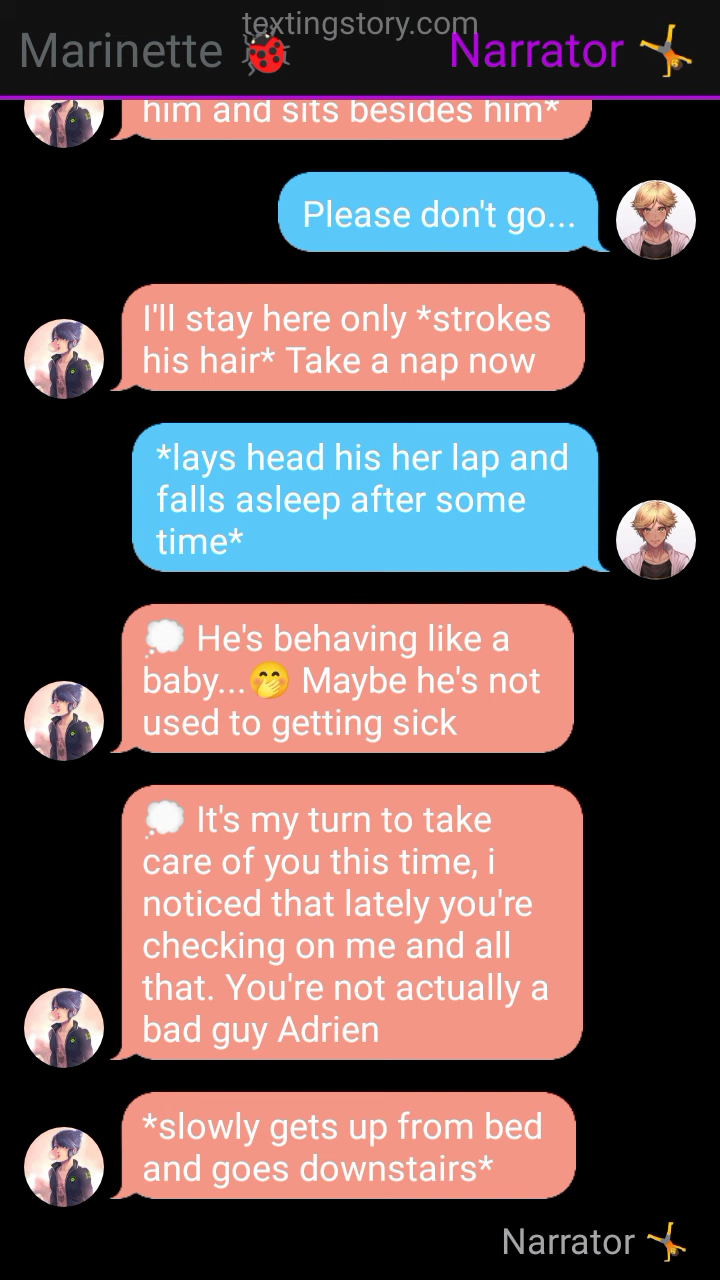 textingstory.com
Marinette 🐞 Narrator 🤸
him and sits besides him*
Please don't go...
I'll stay here only *strokes
his hair* Take a nap now
*lays head his her lap and
falls asleep after some
time*
💭 He's behaving like a
baby...🤭 Maybe he's not
used to getting sick
💭 It's my turn to take
care of you this time, i
noticed that lately you're
checking on me and all
that. You're not actually a
bad guy Adrien
*slowly gets up from bed
and goes downstairs*
Narrator 🤸